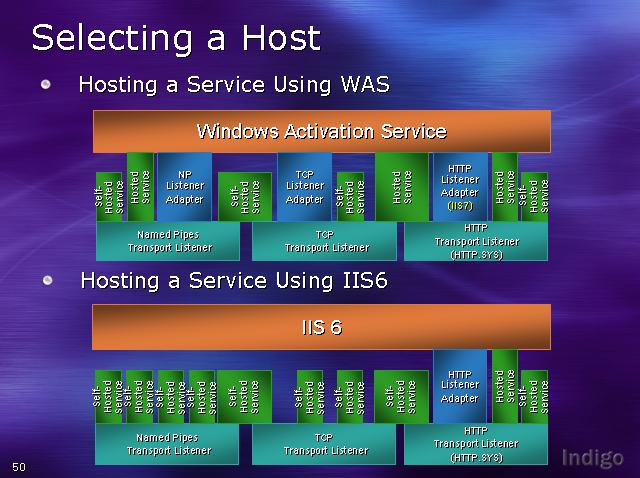 Selecting a Host
Hosting a Service Using WAS
Windows Activation Service
Self-
Hosted
Service
Hosted
Service
NP
Listener
Adapter
Self-
Hosted
Service
TCP
Listener
Adapter
Self-
Hosted
Service
Hosted
Service
HTTP
Listener
Adapter
(IIS7)
Hosted
Service
Self-
Hosted
Service
Named Pipes
Transport Listener
TCP
Transport Listener
HTTP
Transport Listener
(HTTP.SYS)
Hosting a Service Using IIS6
IIS 6
Self-
Hosted
Service
Self-
Hosted
Service
Self-
Hosted
Service
Self-
Hosted
Service
Self-
Hosted
Service
Self-
Hosted
Service
Self-
Hosted
Service
Self-
Hosted
Service
HTTP
Listener
Adapter
Hosted
Service
Self-
Hosted
Service
Named Pipes
Transport Listener
TCP
Transport Listener
HTTP
Transport Listener
(HTTP.SYS)
50
Indigo